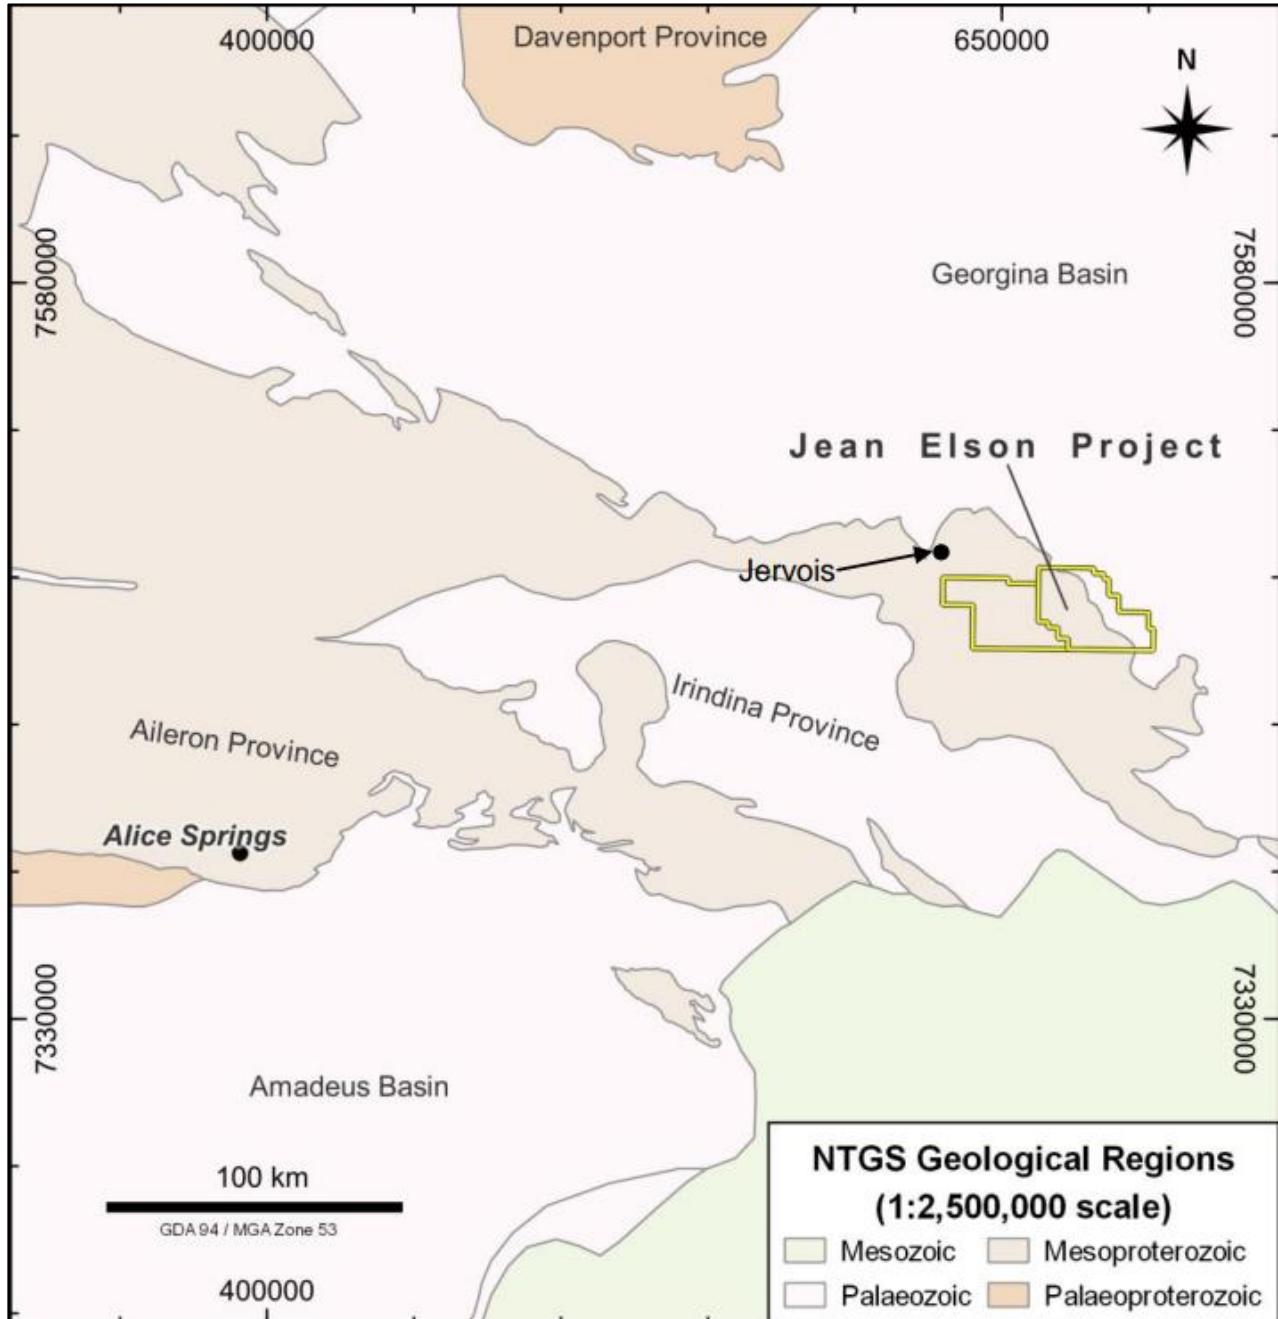 400000
Davenport Province
650000
N
7580000
Georgina Basin
7580000
Jean Elson Project
Jervois
Irindina Province
Aileron Province
Alice Springs
7330000
7330000
Amadeus Basin
100 km
GDA 94 / MGA Zone 53
400000
NTGS Geological Regions
(1:2,500,000 scale)
Mesozoic
Mesoproterozoic
Palaeozoic
Palaeoproterozoic